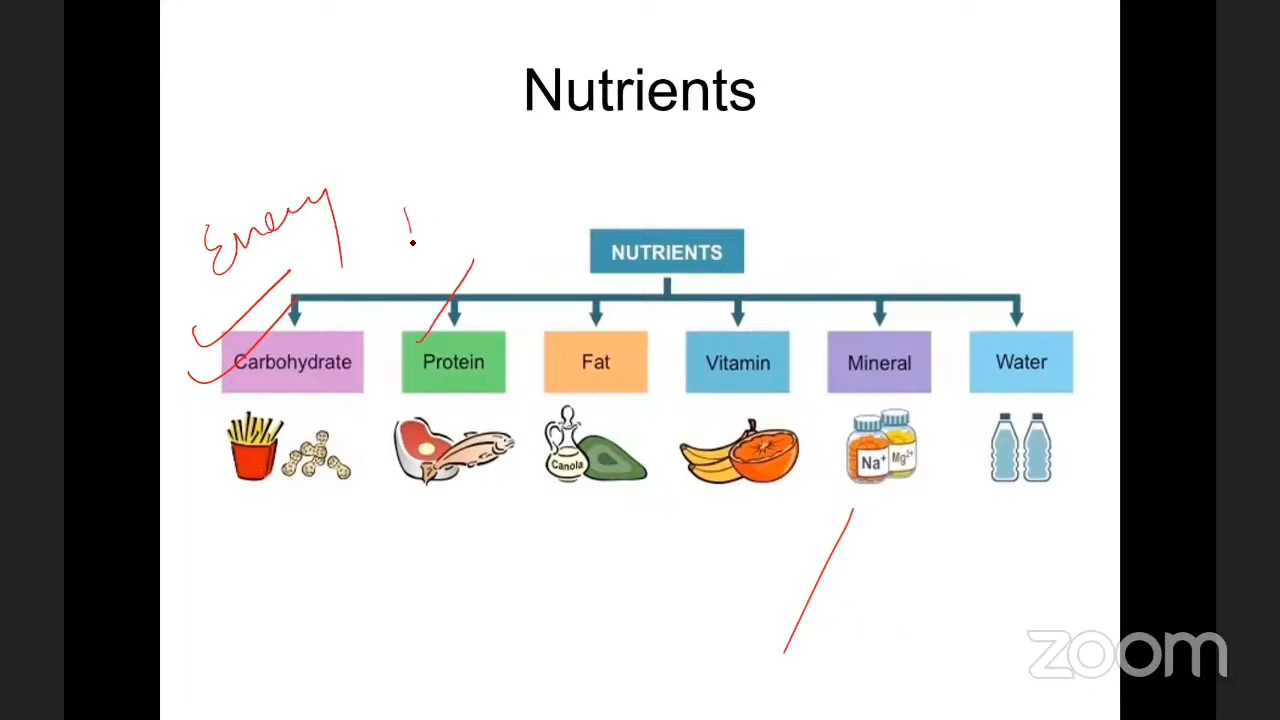 Nutrients
Energy
NUTRIENTS
Carbohydrate Protein Fat Vitamin Mineral Water
Canola Na+ Mg2+
zoom